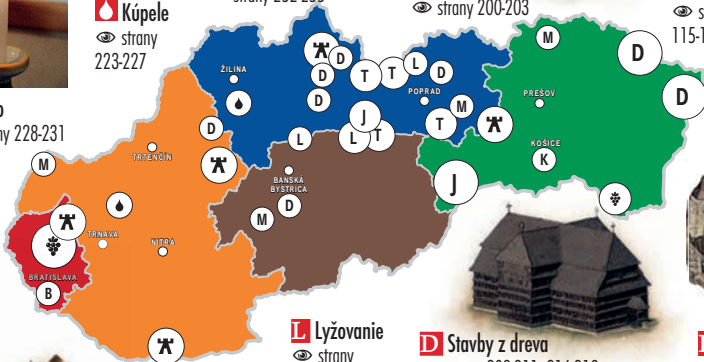 Kúpele
strany
223-227
strany 200-203
115-1
ny 228-231
M
D
D
D
D
D
T
T
L
D
ŽILINA
POPRAD
PREŠOV
M
J
T
L
L
T
D
KOŠICE
K
M
TRTENČÍN
BANSKÁ
BYSTRICA
J
D
M
TRNAVA
NITRA
BRATISLAVA
B
L Lyžovanie
strany
D Stavby z dreva